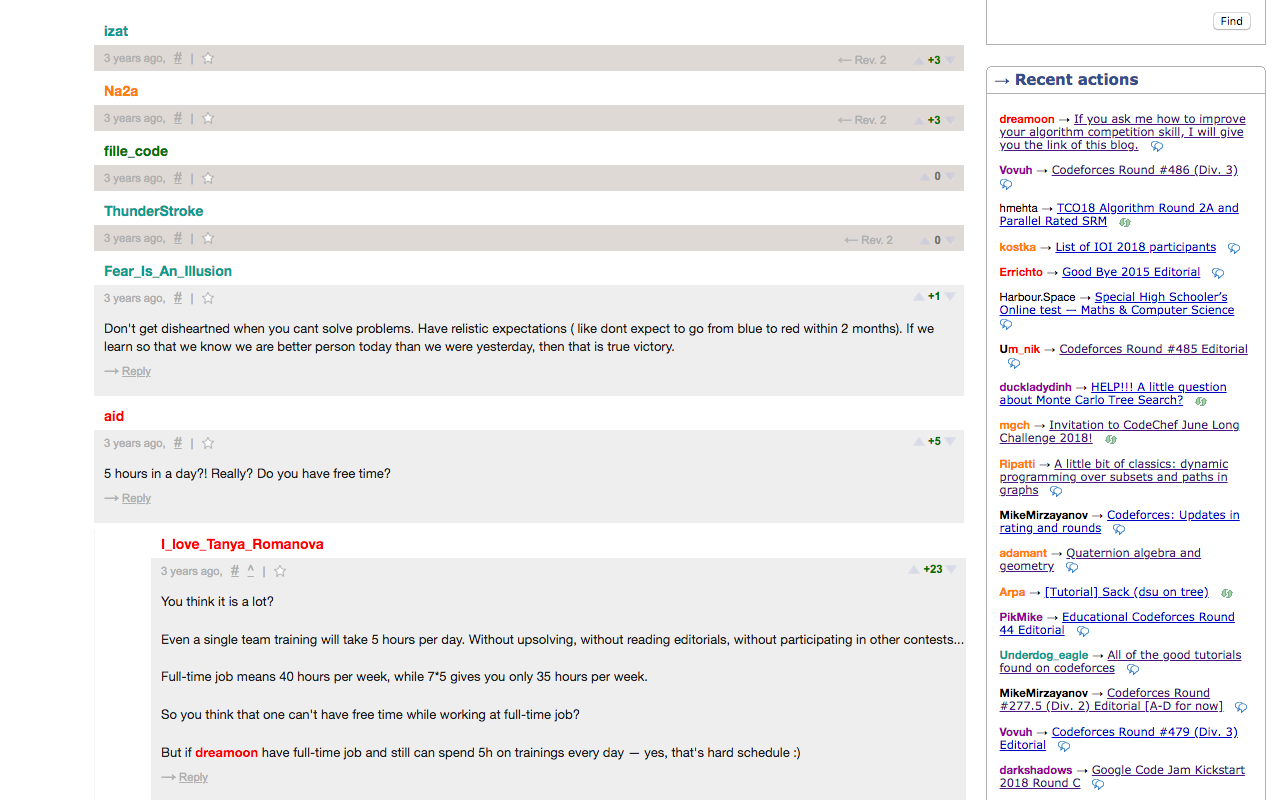 izat
3 years ago, # |
← Rev. 2 +3
Na2a
3 years ago, # |
← Rev. 2 +3
fille_code
3 years ago, # |
0
ThunderStroke
3 years ago, # |
← Rev. 2 0
Fear_Is_An_Illusion
3 years ago, # |
+1
Don't get disheartned when you cant solve problems. Have relistic expectations ( like dont expect to go from blue to red within 2 months). If we
learn so that we know we are better person today than we were yesterday, then that is true victory.
→ Reply
aid
3 years ago, # |
+5
5 hours in a day?! Really? Do you have free time?
→ Reply
I_love_Tanya_Romanova
3 years ago, # ^ |
+23
You think it is a lot?
Even a single team training will take 5 hours per day. Without upsolving, without reading editorials, without participating in other contests...
Full-time job means 40 hours per week, while 7*5 gives you only 35 hours per week.
So you think that one can't have free time while working at full-time job?
But if dreamoon have full-time job and still can spend 5h on trainings every day — yes, that's hard schedule :)
→ Reply
Find
→ Recent actions
dreamoon → If you ask me how to improve
your algorithm competition skill, I will give
you the link of this blog.
Vovuh → Codeforces Round #486 (Div. 3)
hmehta → TCO18 Algorithm Round 2A and
Parallel Rated SRM
kostka → List of IOI 2018 participants
Errichto → Good Bye 2015 Editorial
Harbour.Space → Special High Schooler's
Online test — Maths & Computer Science
Um_nik → Codeforces Round #485 Editorial
duckladydinh → HELP!!! A little question
about Monte Carlo Tree Search?
mgch → Invitation to CodeChef June Long
Challenge 2018!
Ripatti → A little bit of classics: dynamic
programming over subsets and paths in
graphs
MikeMirzayanov → Codeforces: Updates in
rating and rounds
adamant → Quaternion algebra and
geometry
Arpa → [Tutorial] Sack (dsu on tree)
PikMike → Educational Codeforces Round
44 Editorial
Underdog_eagle → All of the good tutorials
found on codeforces
MikeMirzayanov → Codeforces Round
#277.5 (Div. 2) Editorial [A-D for now]
Vovuh → Codeforces Round #479 (Div. 3)
Editorial
darkshadows → Google Code Jam Kickstart
2018 Round C